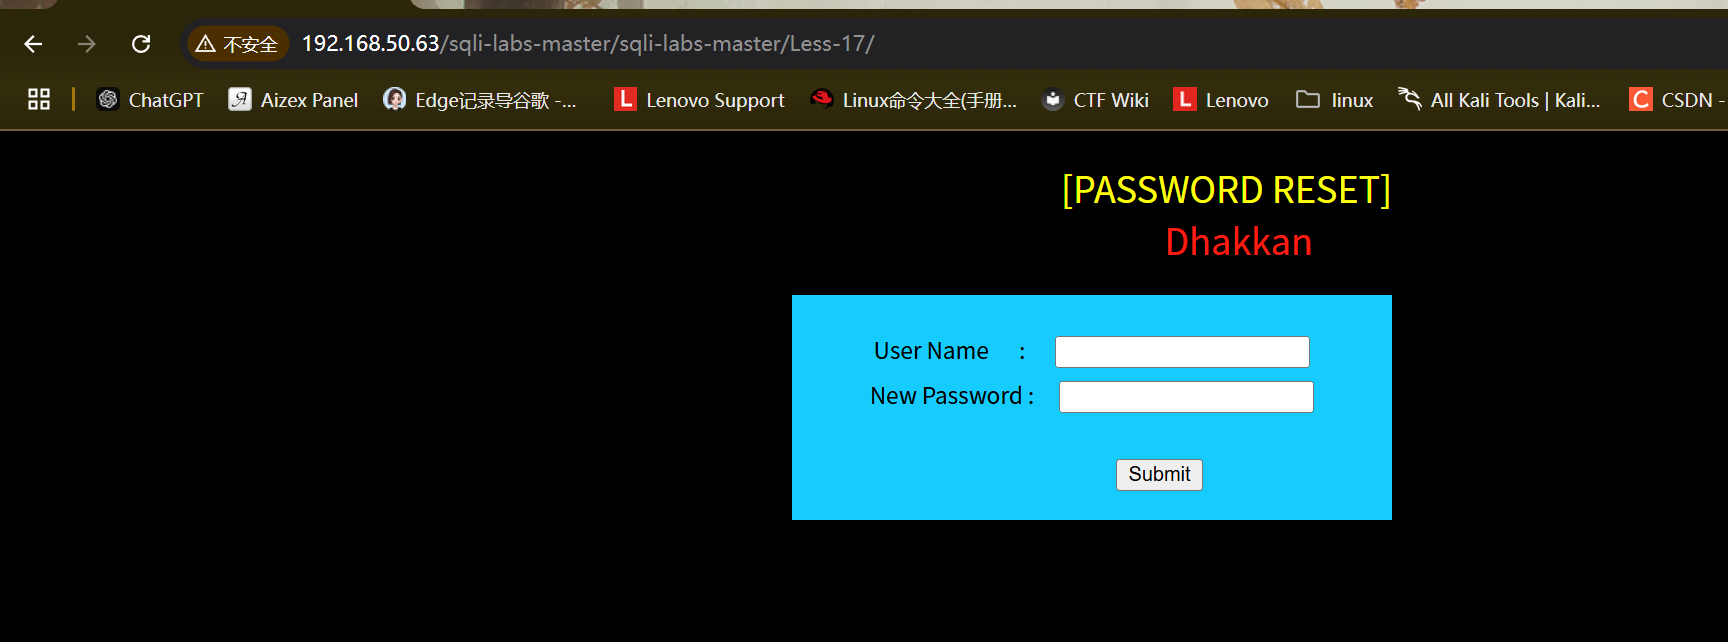 不安全 192.168.50.63/sqli-labs-master/sqli-labs-master/Less-17/
ChatGPT Aizex Panel Edge记录导谷歌 -... Lenovo Support Linux命令大全(手册... CTF Wiki Lenovo linux All Kali Tools | Kali... CSDN -
[PASSWORD RESET]
Dhakkan
User Name :
New Password :
Submit